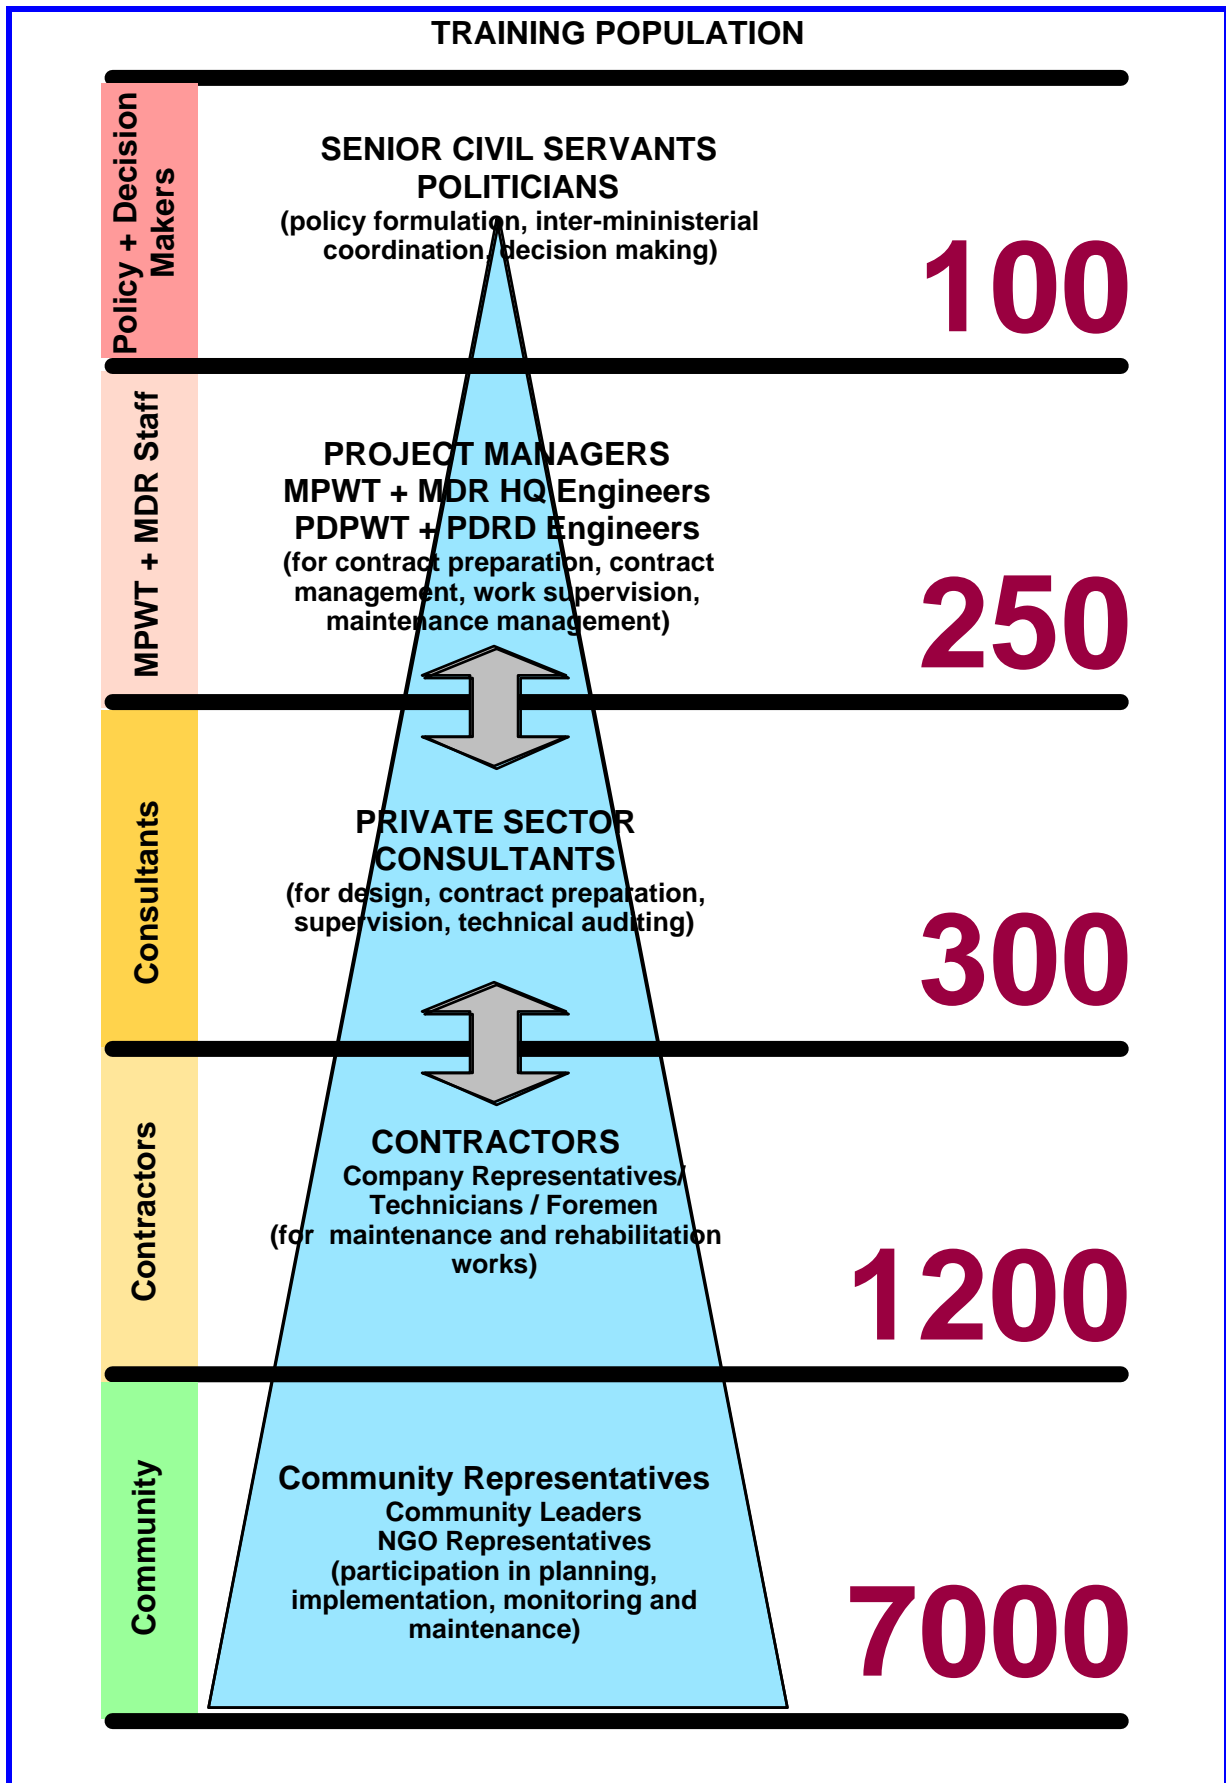 TRAINING POPULATION
Policy + Decision
Makers
SENIOR CIVIL SERVANTS
POLITICIANS
(policy formulation, inter-mininisterial
coordination, decision making)
100
MPWT + MDR Staff
PROJECT MANAGERS
MPWT + MDR HQ Engineers
PDPWT + PDRD Engineers
(for contract preparation, contract
management, work supervision,
maintenance management)
250
Consultants
PRIVATE SECTOR
CONSULTANTS
(for design, contract preparation,
supervision, technical auditing)
300
Contractors
CONTRACTORS
Company Representatives/
Technicians / Foremen
(for maintenance and rehabilitation
works)
1200
Community
Community Representatives
Community Leaders
NGO Representatives
(participation in planning,
implementation, monitoring and
maintenance)
7000